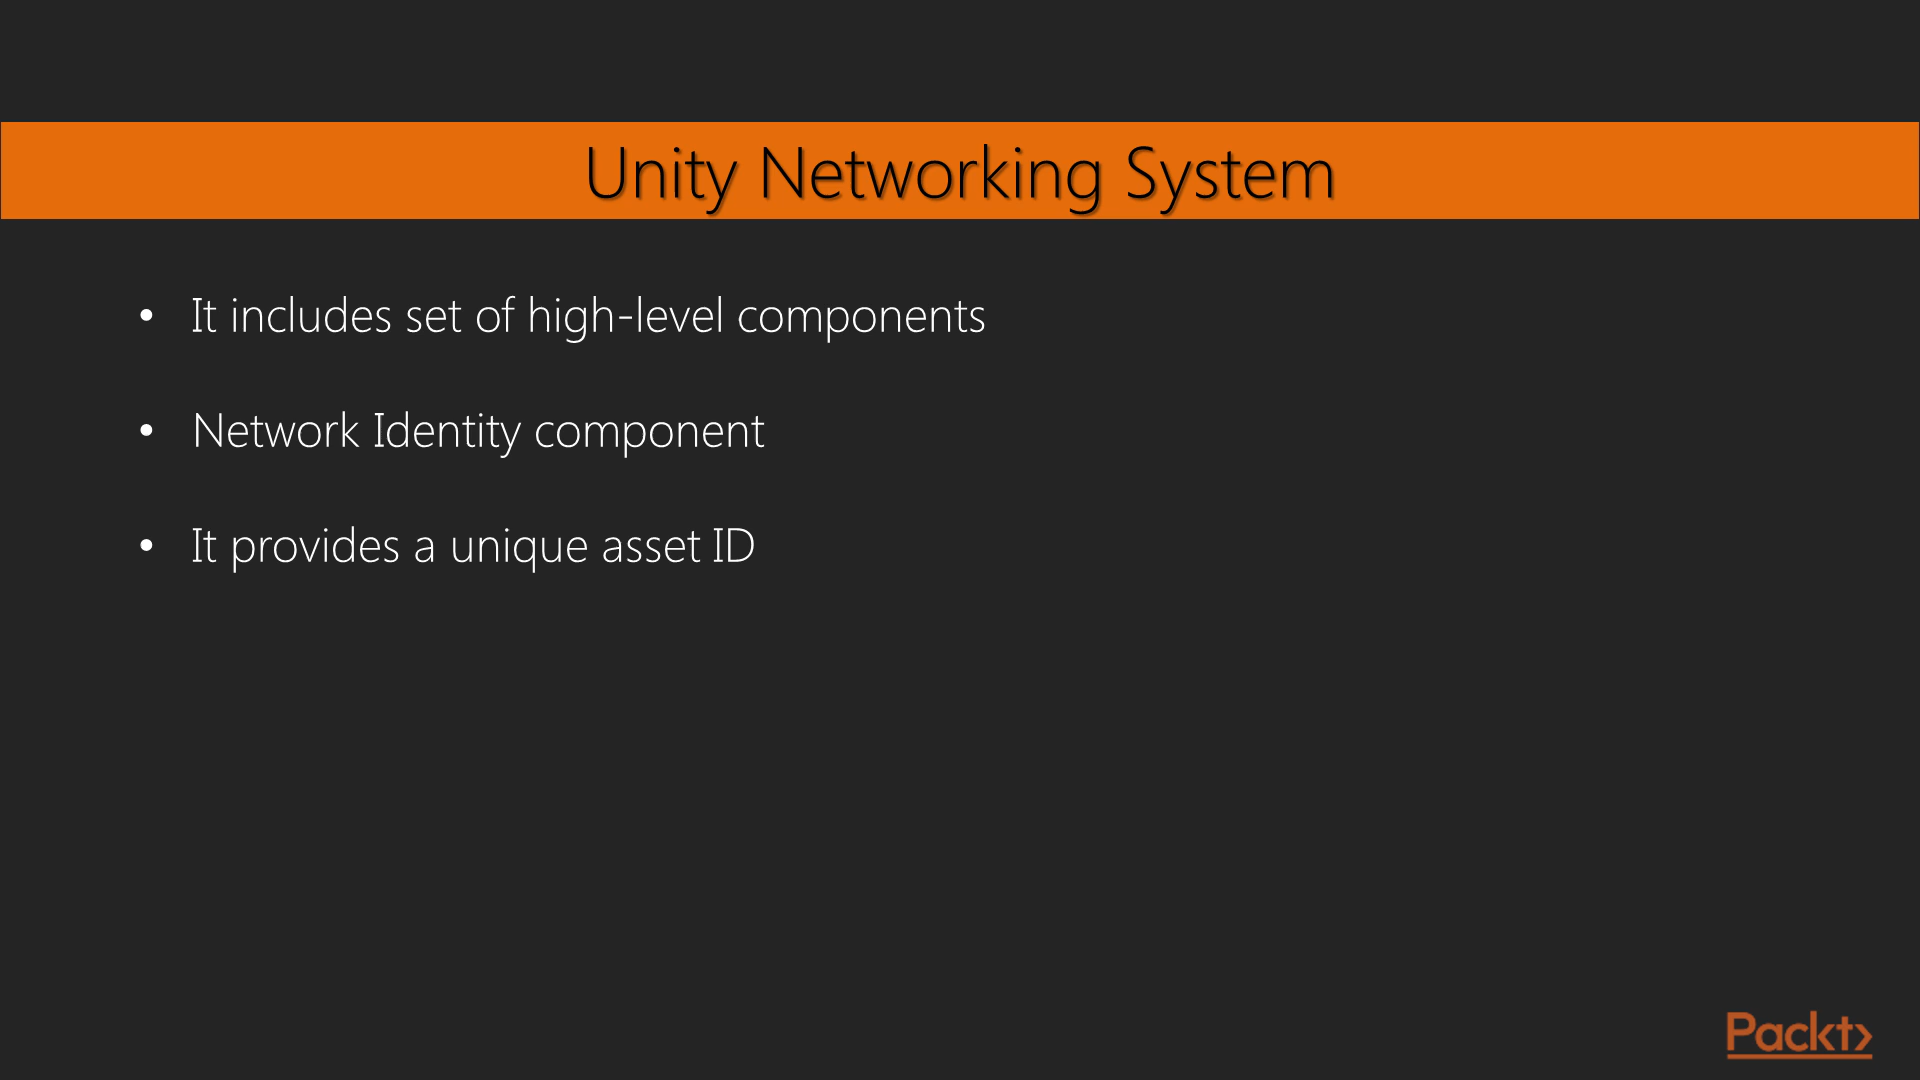 Unity Networking System
• It includes set of high-level components
• Network Identity component
• It provides a unique asset ID
Packt>